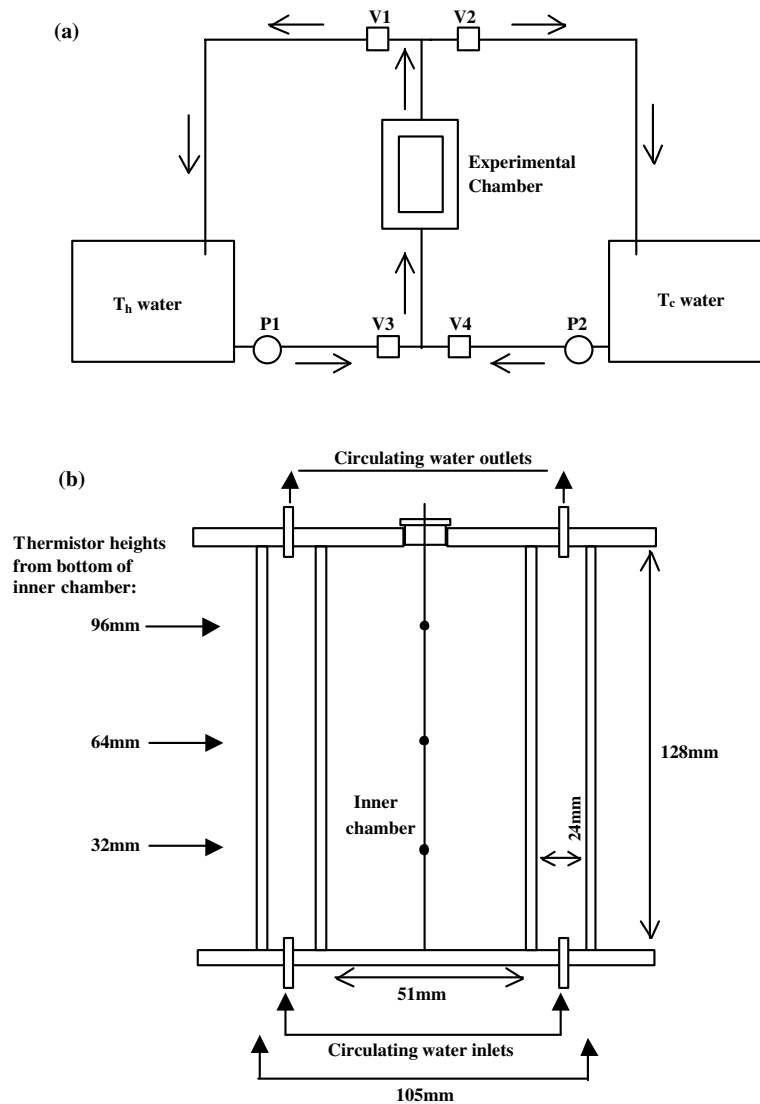 (a)
V1
V2
Experimental
Chamber
Th water
Tc water
P1
V3
V4
P2
(b)
Circulating water outlets
Thermistor heights
from bottom of
inner chamber:
96mm
64mm
128mm
Inner
chamber
24mm
32mm
51mm
Circulating water inlets
105mm